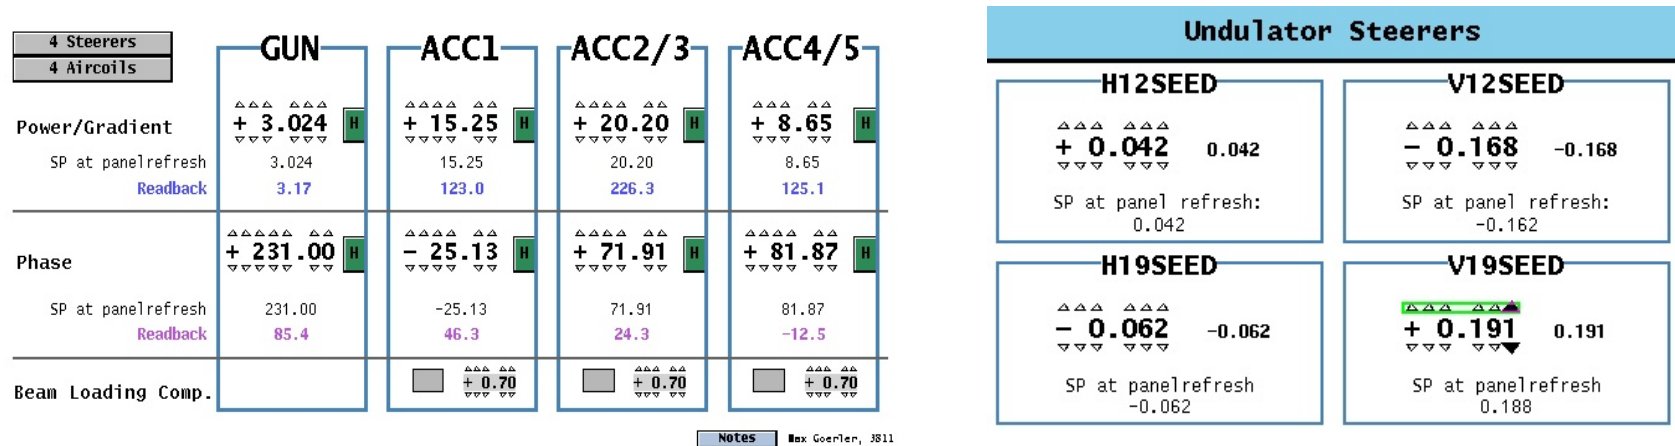 4 Steerers
4 Aircoils
GUN ACC1 ACC2/3 ACC4/5
Power/Gradient + 3.024 H + 15.25 H + 20.20 H + 8.65 H
SP at panelrefresh 3.024 15.25 20.20 8.65
Readback 3.17 123.0 226.3 125.1
Phase + 231.00 H - 25.13 H + 71.91 H + 81.87 H
SP at panelrefresh 231.00 -25.13 71.91 81.87
Readback 85.4 46.3 24.3 -12.5
Beam Loading Comp. + 0.70 + 0.70 + 0.70
Notes Max Goerler, 3811
Undulator Steerers
H12SEED
+ 0.042 0.042
SP at panel refresh:
0.042
V12SEED
- 0.168 -0.168
SP at panel refresh:
-0.162
H19SEED
- 0.062 -0.062
SP at panelrefresh
-0.062
V19SEED
+ 0.191 0.191
SP at panelrefresh
0.188